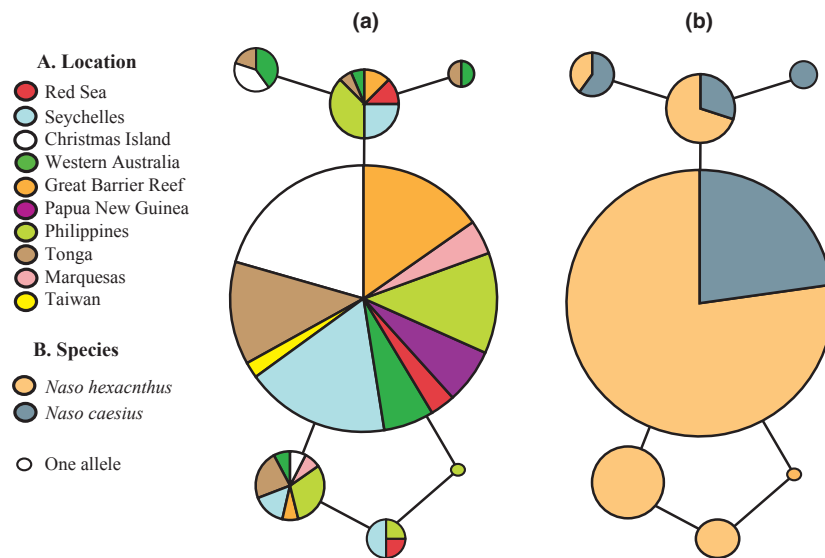 (a)
(b)
A. Location
Red Sea
Seychelles
Christmas Island
Western Australia
Great Barrier Reef
Papua New Guinea
Philippines
Tonga
Marquesas
Taiwan
B. Species
Naso hexacnthus
Naso caesius
One allele